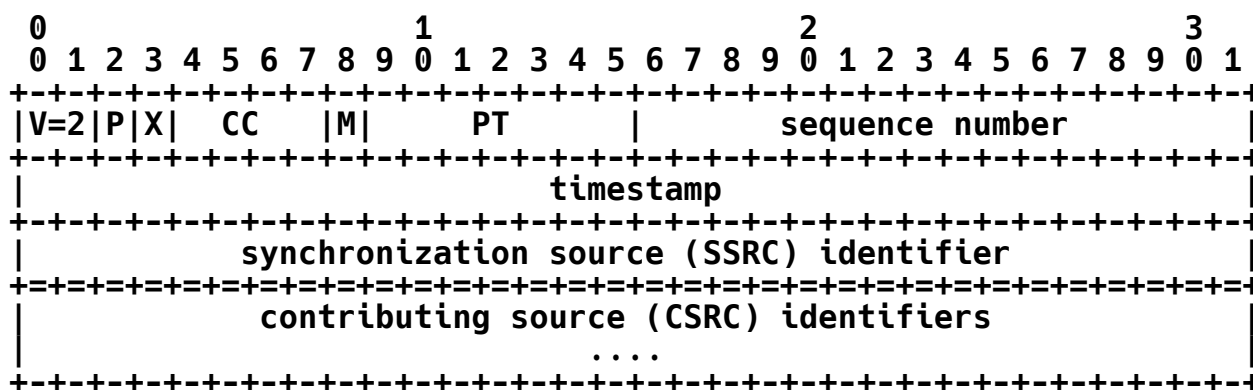 0                   1                   2                   3
 0 1 2 3 4 5 6 7 8 9 0 1 2 3 4 5 6 7 8 9 0 1 2 3 4 5 6 7 8 9 0 1
+-+-+-+-+-+-+-+-+-+-+-+-+-+-+-+-+-+-+-+-+-+-+-+-+-+-+-+-+-+-+-+-+
|V=2|P|X|  CC   |M|     PT      |       sequence number         |
+-+-+-+-+-+-+-+-+-+-+-+-+-+-+-+-+-+-+-+-+-+-+-+-+-+-+-+-+-+-+-+-+
|                           timestamp                           |
+-+-+-+-+-+-+-+-+-+-+-+-+-+-+-+-+-+-+-+-+-+-+-+-+-+-+-+-+-+-+-+-+
|           synchronization source (SSRC) identifier            |
+=+=+=+=+=+=+=+=+=+=+=+=+=+=+=+=+=+=+=+=+=+=+=+=+=+=+=+=+=+=+=+=+
|            contributing source (CSRC) identifiers             |
|                             ....                              |
+-+-+-+-+-+-+-+-+-+-+-+-+-+-+-+-+-+-+-+-+-+-+-+-+-+-+-+-+-+-+-+-+